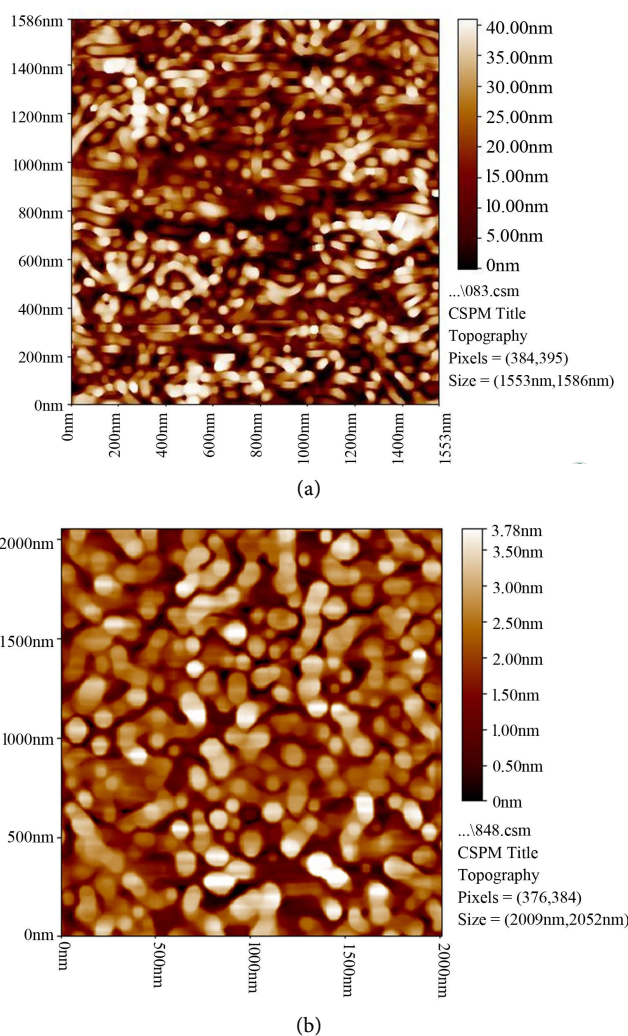 1586nm
1400nm
1200nm
1000nm
800nm
600nm
400nm
200nm
0nm
0nm
200nm
400nm
600nm
800nm
1000nm
1200nm
1400nm
1553nm
40.00nm
35.00nm
30.00nm
25.00nm
20.00nm
15.00nm
10.00nm
5.00nm
0nm
...\083.csm
CSPM Title
Topography
Pixels = (384,395)
Size = (1553nm,1586nm)
(a)
2000nm
1500nm
1000nm
500nm
0nm
0nm
500nm
1000nm
1500nm
2000nm
3.78nm
3.50nm
3.00nm
2.50nm
2.00nm
1.50nm
1.00nm
0.50nm
0nm
...\848.csm
CSPM Title
Topography
Pixels = (376,384)
Size = (2009nm,2052nm)
(b)